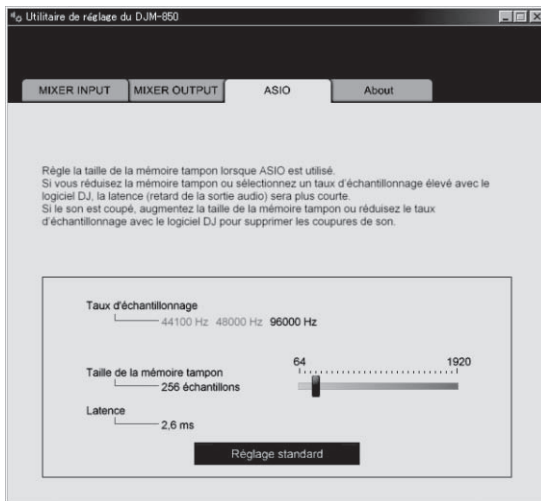 Utilitaire de réglage du DJM-850
MIXER INPUT MIXER OUTPUT ASIO About
Règle la taille de la mémoire tampon lorsque ASIO est utilisé.
Si vous réduisez la mémoire tampon ou sélectionnez un taux d'échantillonnage élevé avec le
logiciel DJ, la latence (retard de la sortie audio) sera plus
courte.
Si le son est coupé, augmentez la taille de la mémoire tampon ou réduisez le taux
d'échantillonnage avec le logiciel DJ pour supprimer les coupures de son.
Taux d'échantillonnage
44100 Hz 48000 Hz 96000 Hz
64 1920
Taille de la mémoire tampon
256 échantillons
Latence
2,6 ms
Réglage standard